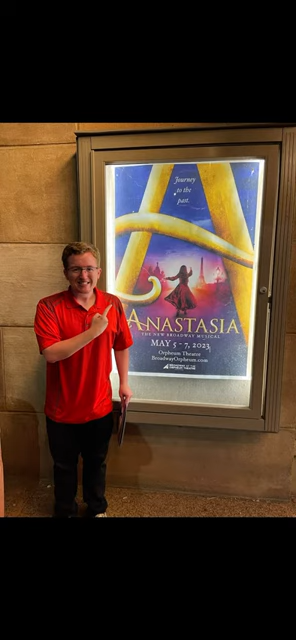 Journey
to the
past.
ANASTASIA
THE NEW BROADWAY MUSICAL
MAY 5 - 7, 2023
Orpheum Theatre
BroadwayOrpheum.com